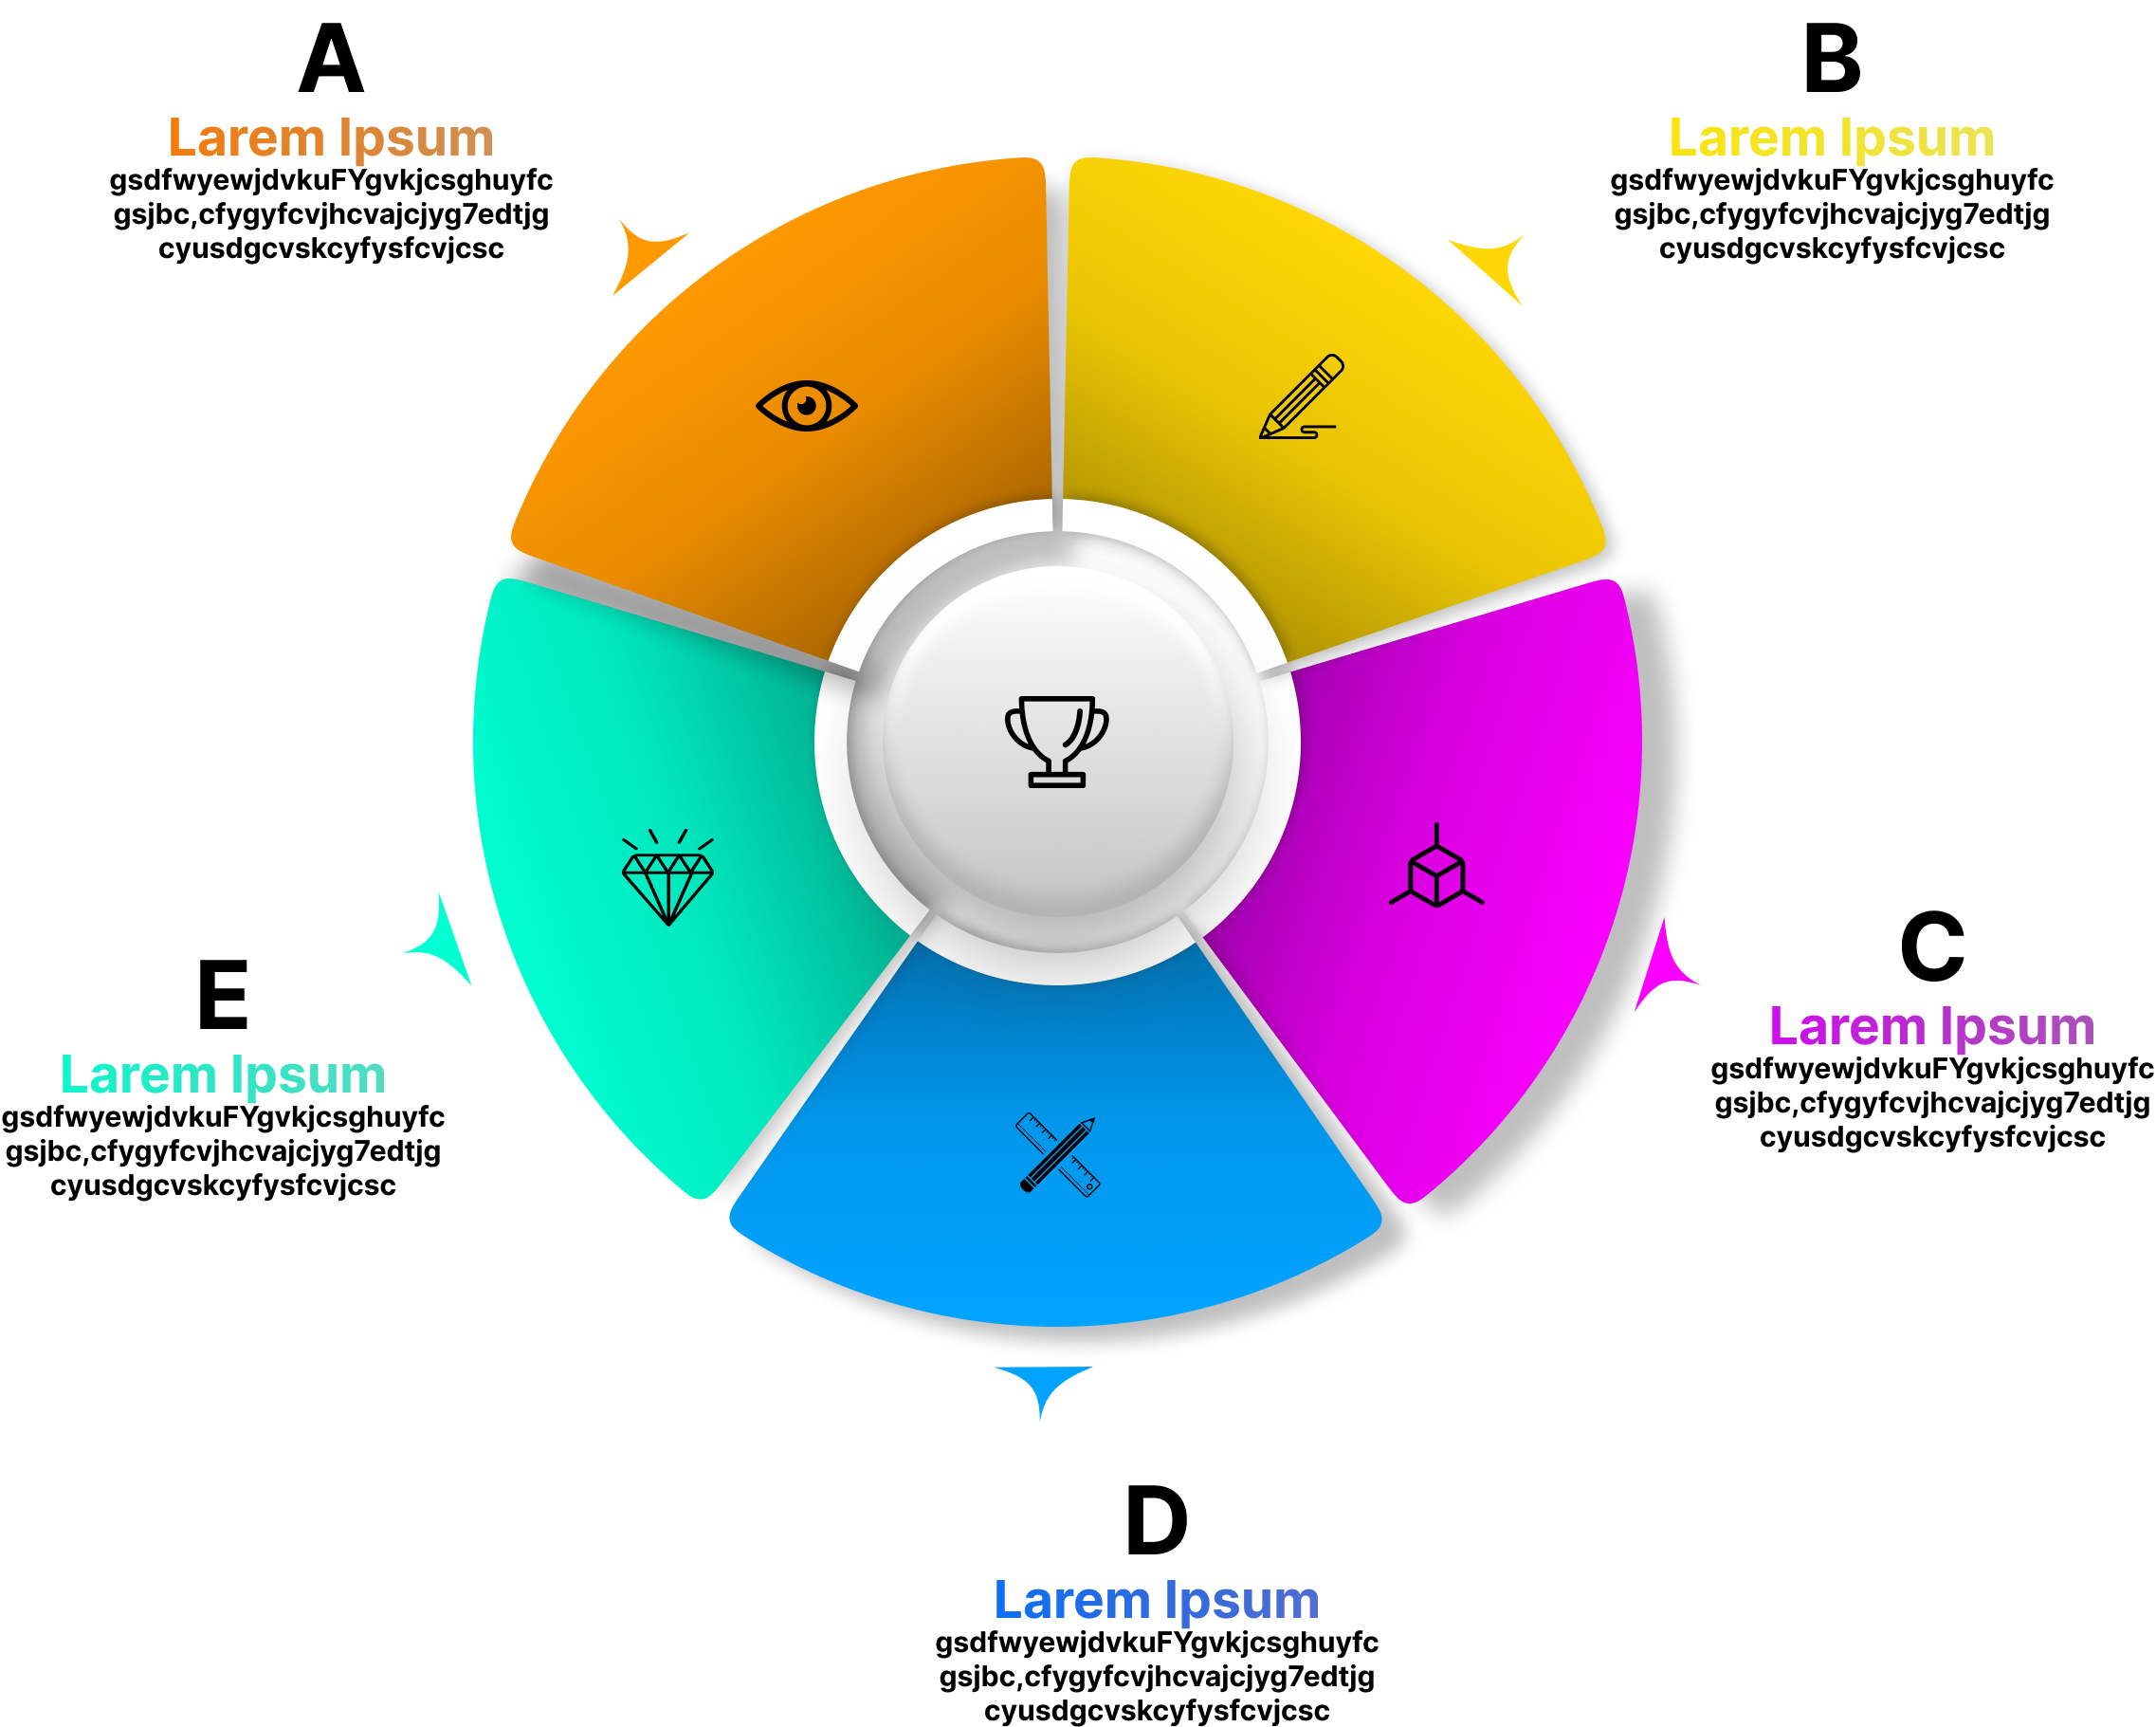 A
Larem Ipsum
gsdfwyewjdvkuFYgvkjcsghuyfc
gsjbc,cfygyfcvjhcvajcjyg7edtjg
cyusdgcvskcyfysfcvjcsc
B
Larem Ipsum
gsdfwyewjdvkuFYgvkjcsghuyfc
gsjbc,cfygyfcvjhcvajcjyg7edtjg
cyusdgcvskcyfysfcvjcsc
C
Larem Ipsum
gsdfwyewjdvkuFYgvkjcsghuyfc
gsjbc,cfygyfcvjhcvajcjyg7edtjg
cyusdgcvskcyfysfcvjcsc
D
Larem Ipsum
gsdfwyewjdvkuFYgvkjcsghuyfc
gsjbc,cfygyfcvjhcvajcjyg7edtjg
cyusdgcvskcyfysfcvjcsc
E
Larem Ipsum
gsdfwyewjdvkuFYgvkjcsghuyfc
gsjbc,cfygyfcvjhcvajcjyg7edtjg
cyusdgcvskcyfysfcvjcsc